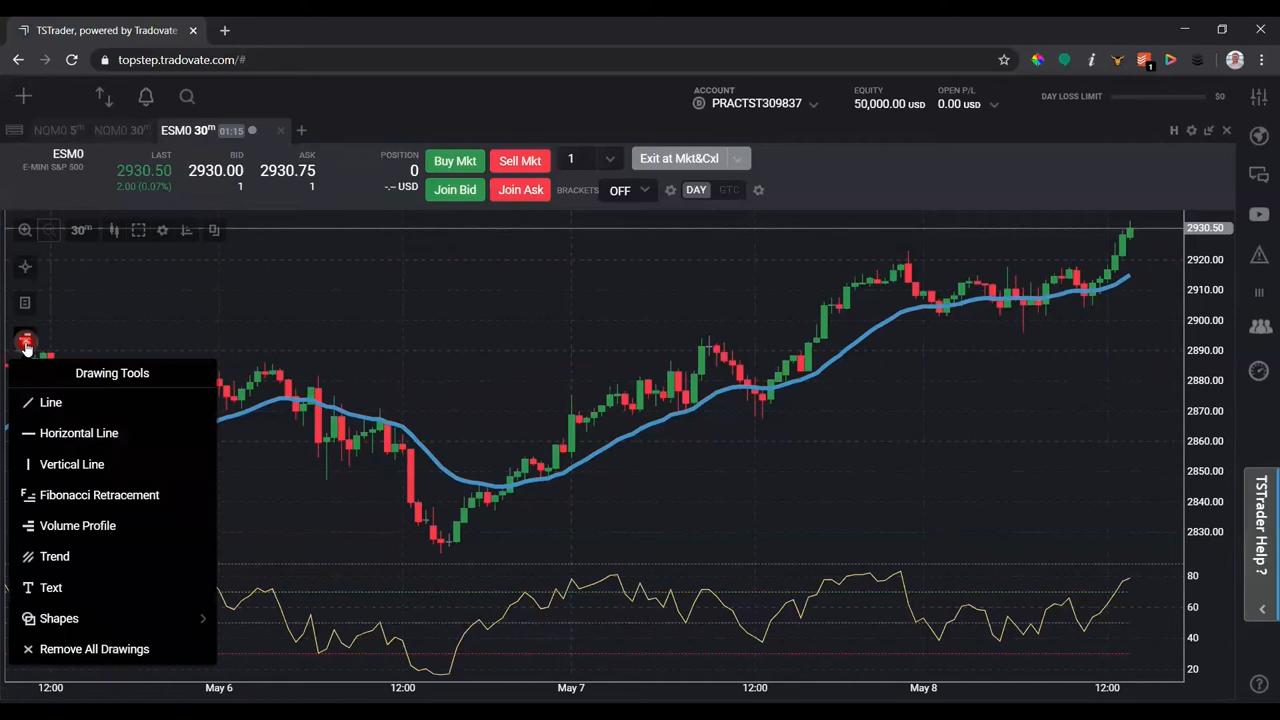 TSTrader, powered by Tradovate
topstep.tradovate.com/#
1
ACCOUNT
PRACTST309837
EQUITY
50,000.00 USD
OPEN P/L
0.00 USD
DAY LOSS LIMIT
$0
NQM0 5m
NQM0 30m
ESM0 30m
01:15
H
ESM0
E-MINI S&P 500
LAST
2930.50
2.00 (0.07%)
BID
2930.00
1
ASK
2930.75
1
POSITION
-.-- USD
Buy Mkt
Sell Mkt
1
Exit at Mkt&Cxl
Join Bid
Join Ask
BRACKETS
OFF
DAY
GTC
30m
2930.50
2920.00
2910.00
2900.00
2890.00
2880.00
2870.00
2860.00
2850.00
2840.00
2830.00
80
60
40
20
Drawing Tools
Line
Horizontal Line
Vertical Line
Fibonacci Retracement
Volume Profile
Trend
Text
Shapes
Remove All Drawings
12:00
May 6
12:00
May 7
12:00
May 8
12:00
TSTrader Help ?